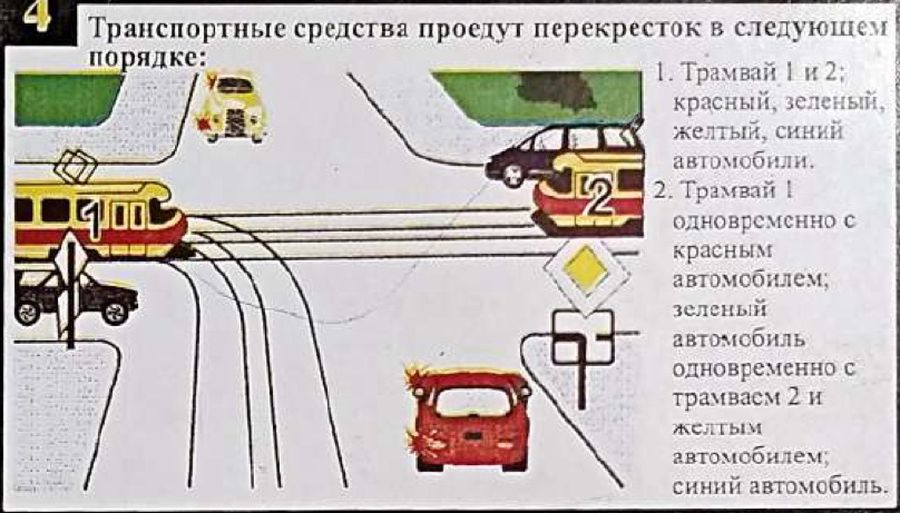 4
Транспортные средства проедут перекресток в следующем
порядке:
1. Трамвай 1 и 2;
красный, зеленый,
желтый, синий
автомобили.
2. Трамвай 1
одновременно с
красным
автомобилем;
зеленый
автомобиль
одновременно с
трамваем 2 и
желтым
автомобилем;
синий автомобиль.
1
2